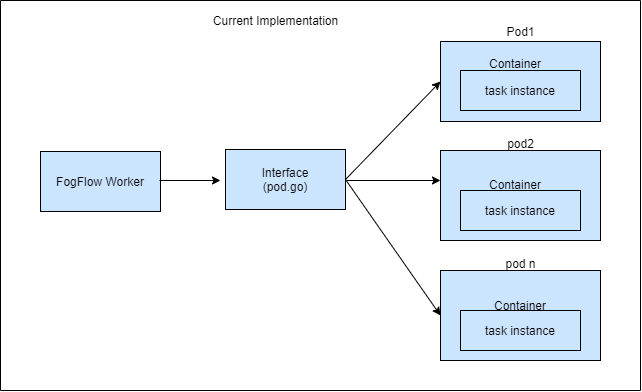 Current Implementation
Pod1
Container
task instance
FogFlow Worker
Interface
(pod.go)
pod2
Container
task instance
pod n
Container
task instance